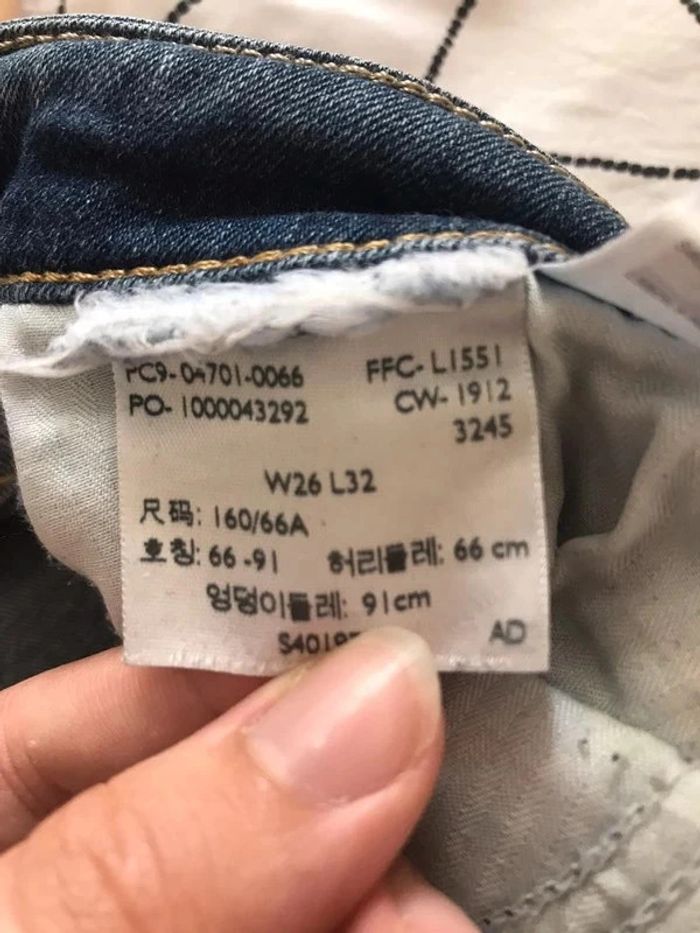 PC9-04701-0066 FFC-L1551
PO-1000043292 CW-1912
3245
W26 L32
尺码: 160/66A
호칭: 66-91 허리둘레: 66 cm
엉덩이둘레: 91cm
AD